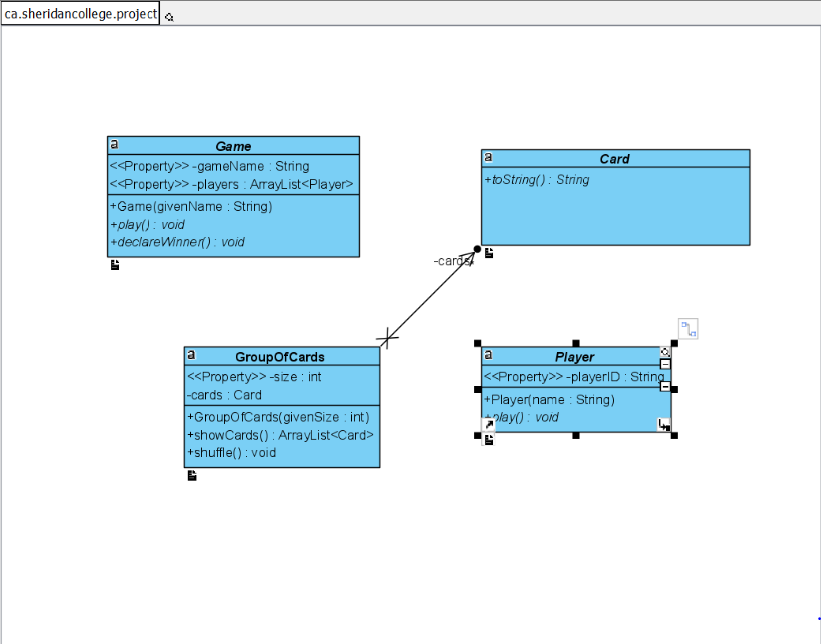 ca.sheridancollege.project
Game
<<Property>> -gameName : String
<<Property>> -players : ArrayList<Player>
+Game(givenName : String)
+play() : void
+declareWinner() : void
Card
+toString() : String
-cards
GroupOfCards
<<Property>> -size : int
-cards : Card
+GroupOfCards(givenSize : int)
+showCards() : ArrayList<Card>
+shuffle() : void
Player
<<Property>> -playerID : String
+Player(name : String)
+play() : void